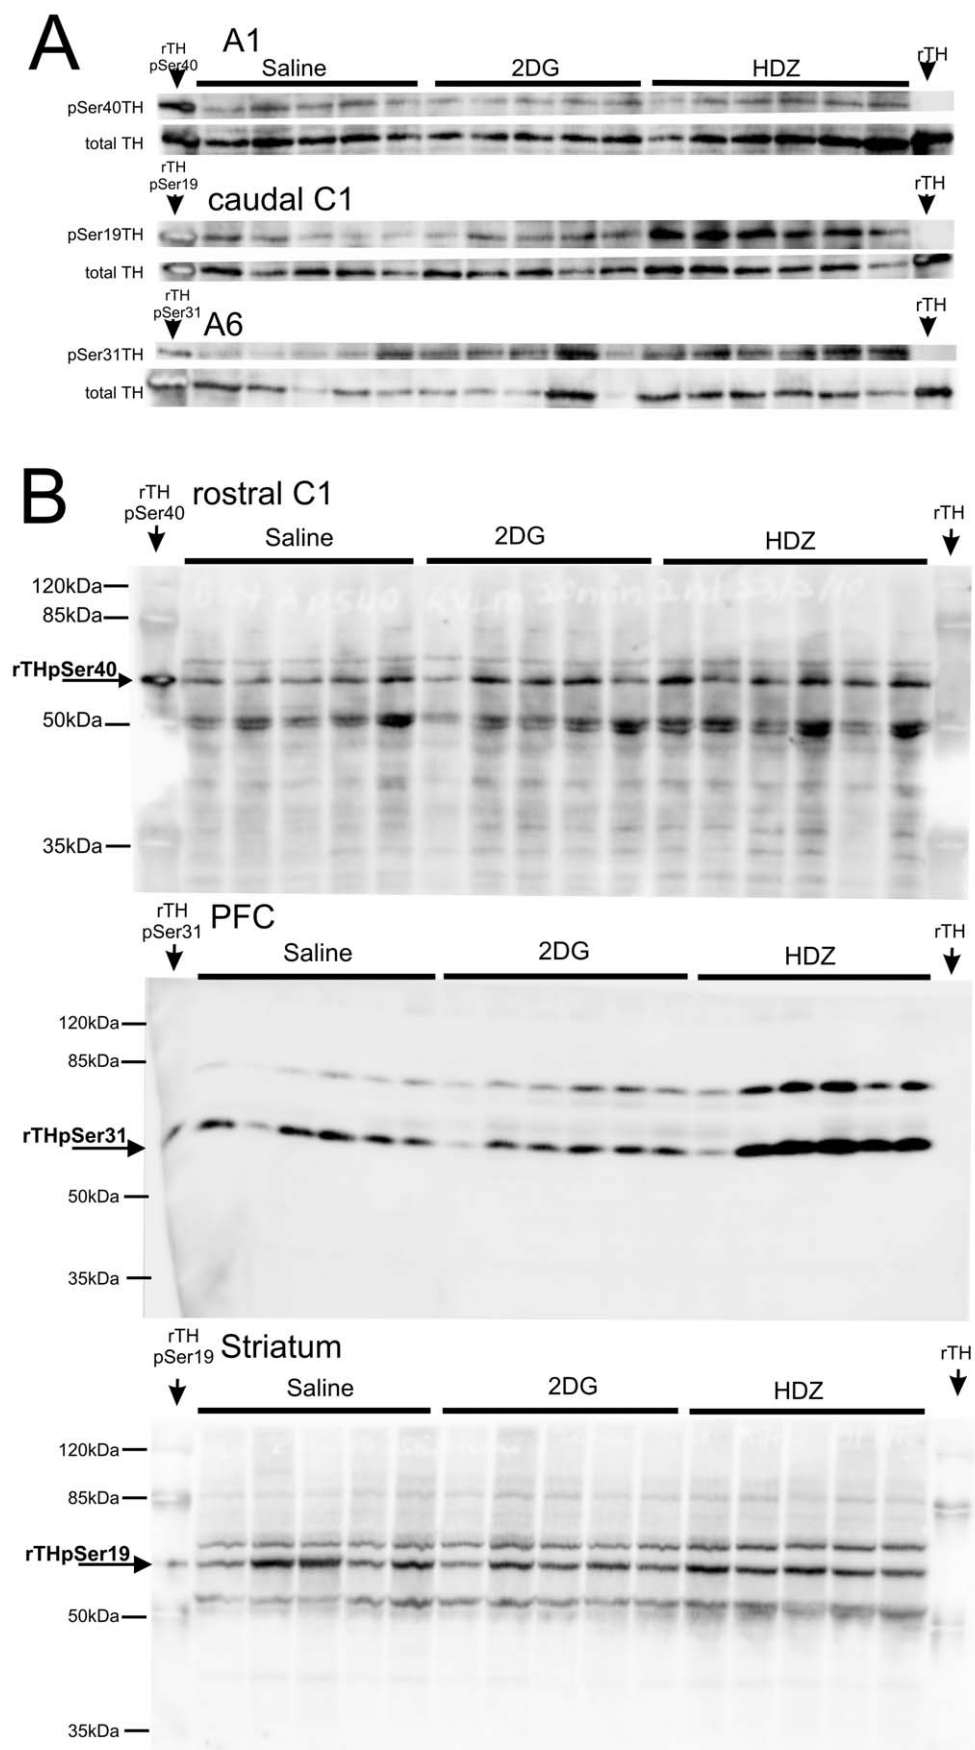 A
rTH
pSer40
A1
Saline
2DG
HDZ
rTH
pSer40TH
total TH
rTH
pSer19
caudal C1
rTH
pSer19TH
total TH
rTH
pSer31
A6
rTH
pSer31TH
total TH
B
rTH
pSer40
rostral C1
Saline
2DG
HDZ
rTH
120kDa
85kDa
rTHpSer40
50kDa
35kDa
rTH
pSer31
PFC
Saline
2DG
HDZ
rTH
120kDa
85kDa
rTHpSer31
50kDa
35kDa
rTH
pSer19
Striatum
Saline
2DG
HDZ
rTH
120kDa
85kDa
rTHpSer19
50kDa
35kDa